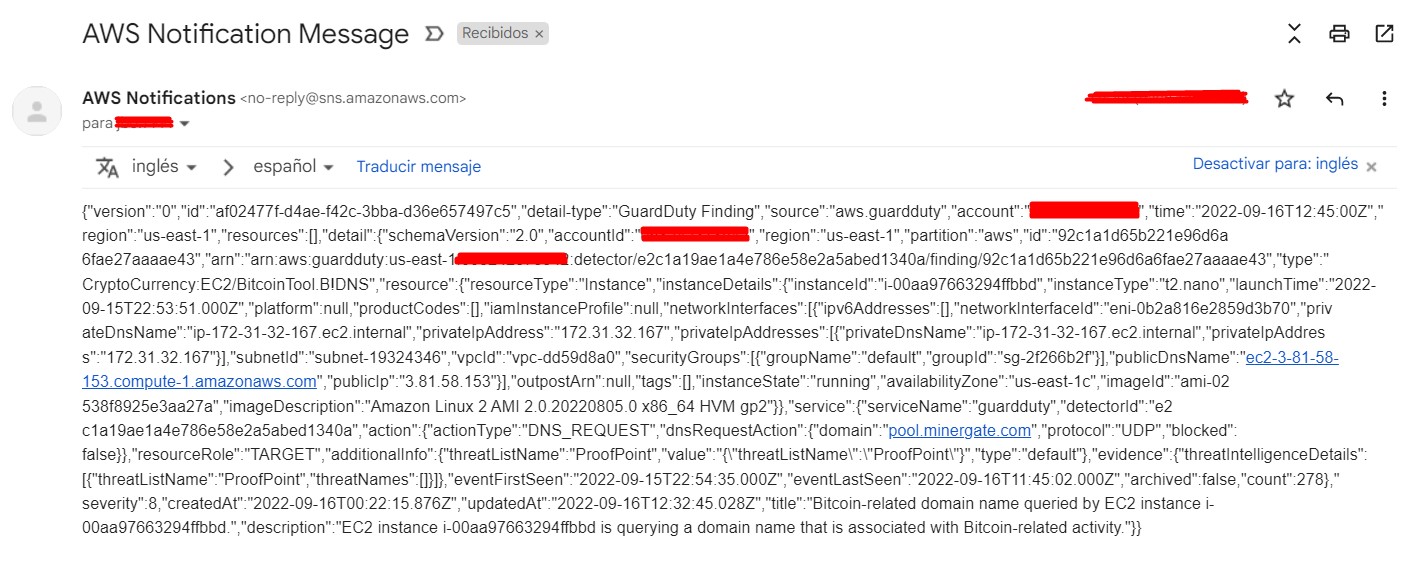 AWS Notification Message Recibidos ×
AWS Notifications <no-reply@sns.amazonaws.com>
para
inglés > español Traducir mensaje Desactivar para: inglés ×
{"version":"0","id":"af02477f-d4ae-f42c-3bba-d36e657497c5","detail-type":"GuardDuty Finding","source":"aws.guardduty","account":" ","time":"2022-09-16T12:45:00Z","
region":"us-east-1","resources":[],"detail":{"schemaVersion":"2.0","accountId":" ","region":"us-east-1","partition":"aws","id":"92c1a1d65b221e96d6a
6fae27aaaae43","arn":"arn:aws:guardduty:us-east-1 :detector/e2c1a19ae1a4e786e58e2a5abed1340a/finding/92c1a1d65b221e96d6a6fae27aaaae43","type":"
CryptoCurrency:EC2/BitcoinTool.B!DNS","resource":{"resourceType":"Instance","instanceDetails":{"instanceId":"i-00aa97663294ffbbd","instanceType":"t2.nano","launchTime":"2022-
09-15T22:53:51.000Z","platform":null,"productCodes":[],"iamInstanceProfile":null,"networkInterfaces":[{"ipv6Addresses":[],"networkInterfaceId":"eni-0b2a816e2859d3b70","priv
ateDnsName":"ip-172-31-32-167.ec2.internal","privateIpAddress":"172.31.32.167","privateIpAddresses":[{"privateDnsName":"ip-172-31-32-167.ec2.internal","privateIpAddres
s":"172.31.32.167"}],"subnetId":"subnet-19324346","vpcId":"vpc-dd59d8a0","securityGroups":[{"groupName":"default","groupId":"sg-2f266b2f"}],"publicDnsName":"ec2-3-81-58-
153.compute-1.amazonaws.com","publicIp":"3.81.58.153"}],"outpostArn":null,"tags":[],"instanceState":"running","availabilityZone":"us-east-1c","imageId":"ami-02
538f8925e3aa27a","imageDescription":"Amazon Linux 2 AMI 2.0.20220805.0 x86_64 HVM gp2"}},"service":{"serviceName":"guardduty","detectorId":"e2
c1a19ae1a4e786e58e2a5abed1340a","action":{"actionType":"DNS_REQUEST","dnsRequestAction":{"domain":"pool.minergate.com","protocol":"UDP","blocked":
false}},"resourceRole":"TARGET","additionalInfo":{"threatListName":"ProofPoint","value":"{\"threatListName\":\"ProofPoint\"}","type":"default"},"evidence":{"threatIntelligenceDetails":
[{"threatListName":"ProofPoint","threatNames":[]}]},"eventFirstSeen":"2022-09-15T22:54:35.000Z","eventLastSeen":"2022-09-16T11:45:02.000Z","archived":false,"count":278},"
severity":8,"createdAt":"2022-09-16T00:22:15.876Z","updatedAt":"2022-09-16T12:32:45.028Z","title":"Bitcoin-related domain name queried by EC2 instance i-
00aa97663294ffbbd.","description":"EC2 instance i-00aa97663294ffbbd is querying a domain name that is associated with Bitcoin-related activity."}}